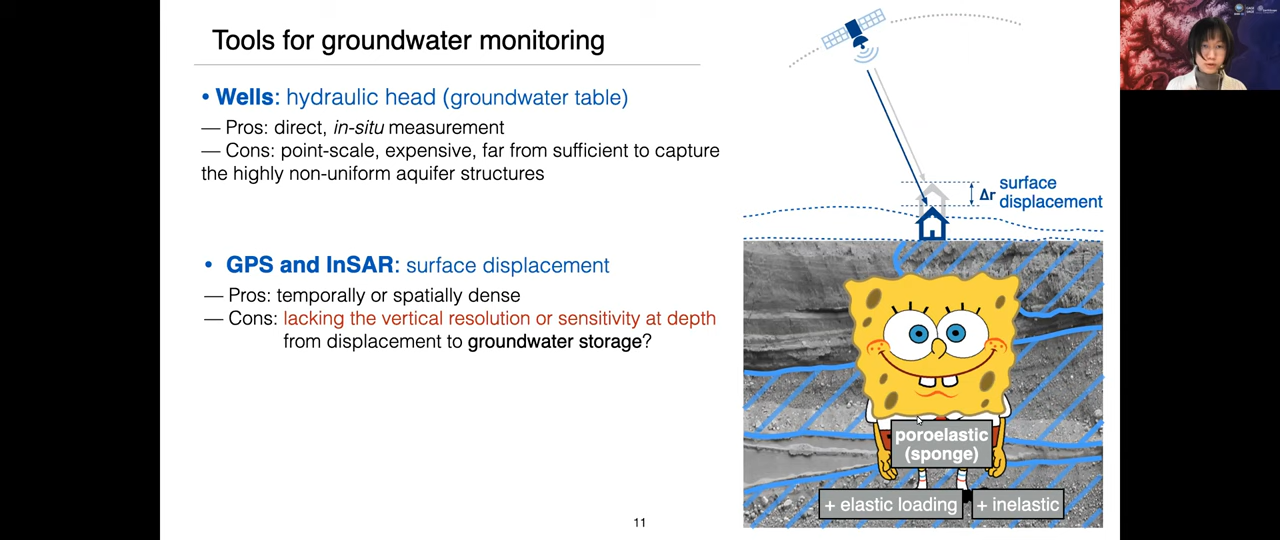 Tools for groundwater monitoring
• Wells: hydraulic head (groundwater table)
— Pros: direct, in-situ measurement
— Cons: point-scale, expensive, far from sufficient to capture
the highly non-uniform aquifer structures
• GPS and InSAR: surface displacement
— Pros: temporally or spatially dense
— Cons: lacking the vertical resolution or sensitivity at depth
from displacement to groundwater storage?
Δr
surface
displacement
poroelastic
(sponge)
+ elastic loading
+ inelastic
11